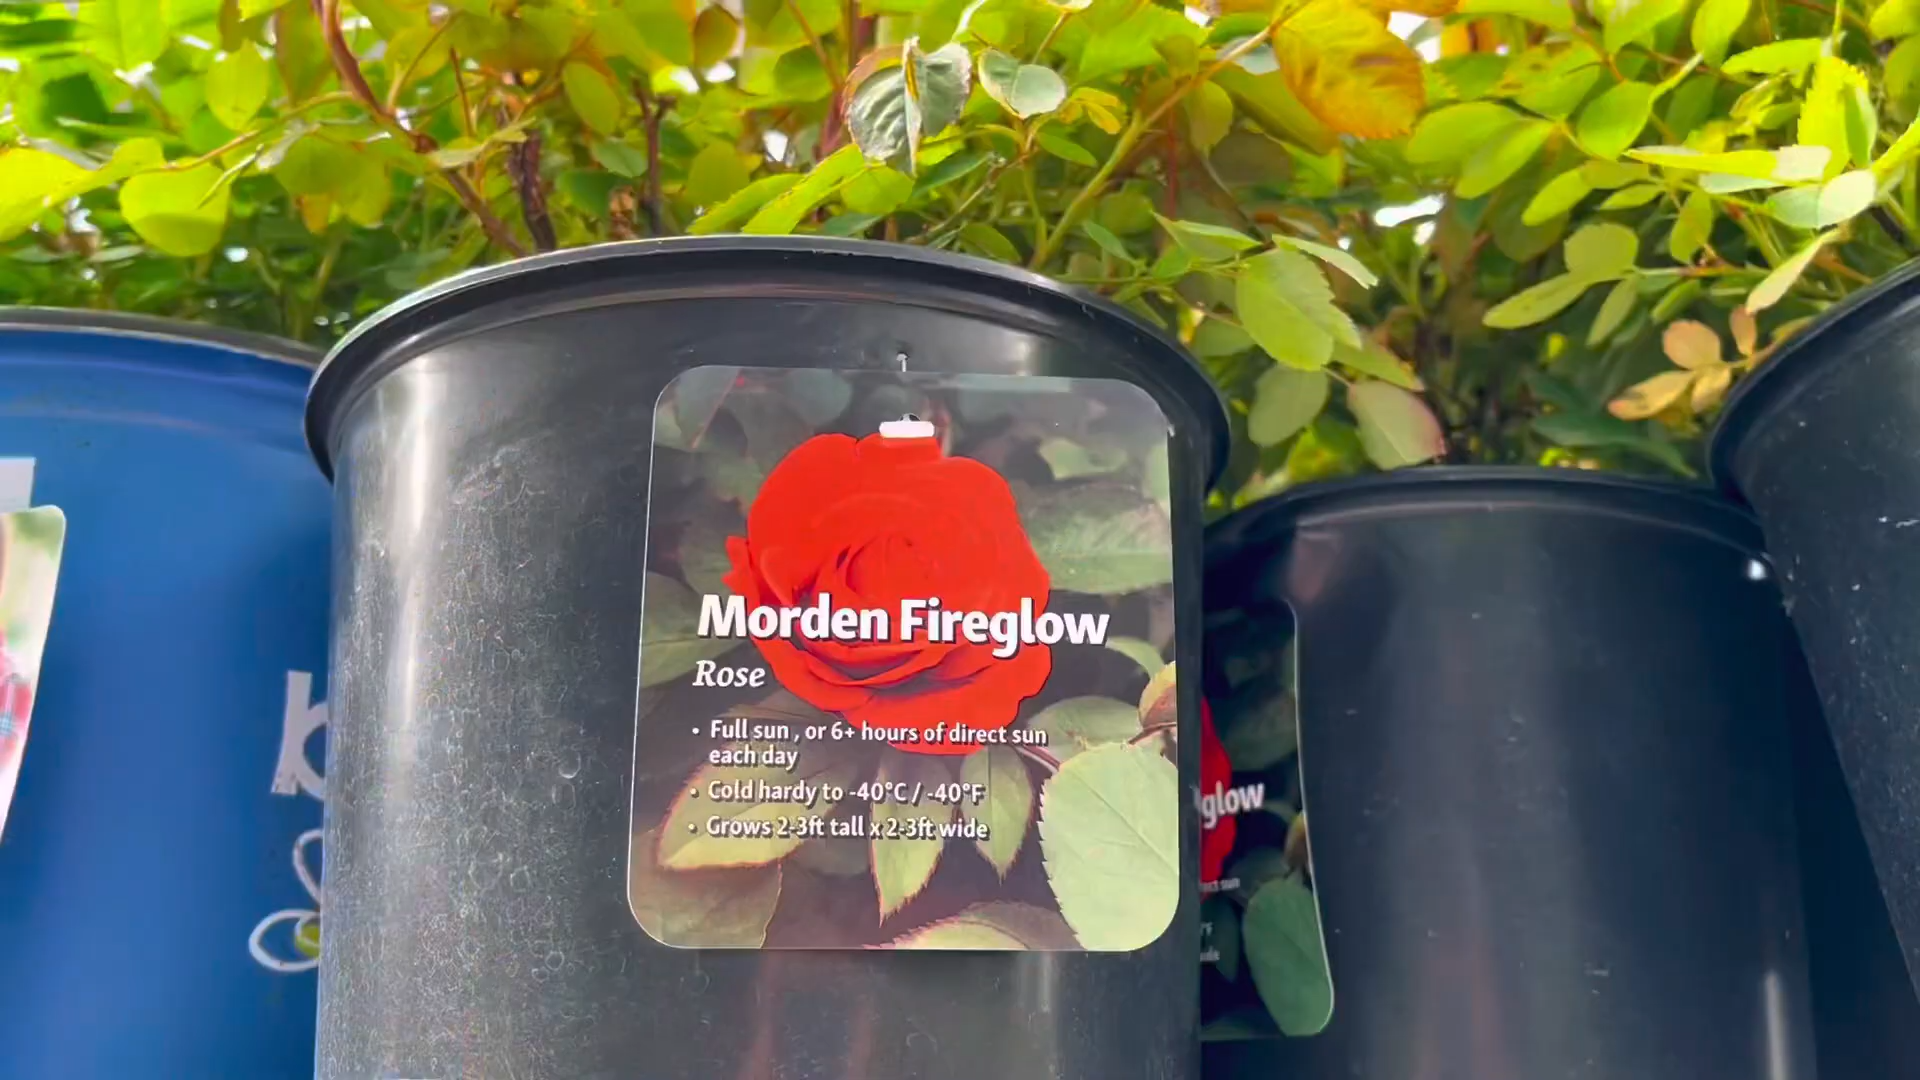 Morden Fireglow
Rose
• Full sun , or 6+ hours of direct sun
each day
• Cold hardy to -40°C / -40°F
• Grows 2-3ft tall x 2-3ft wide
glow